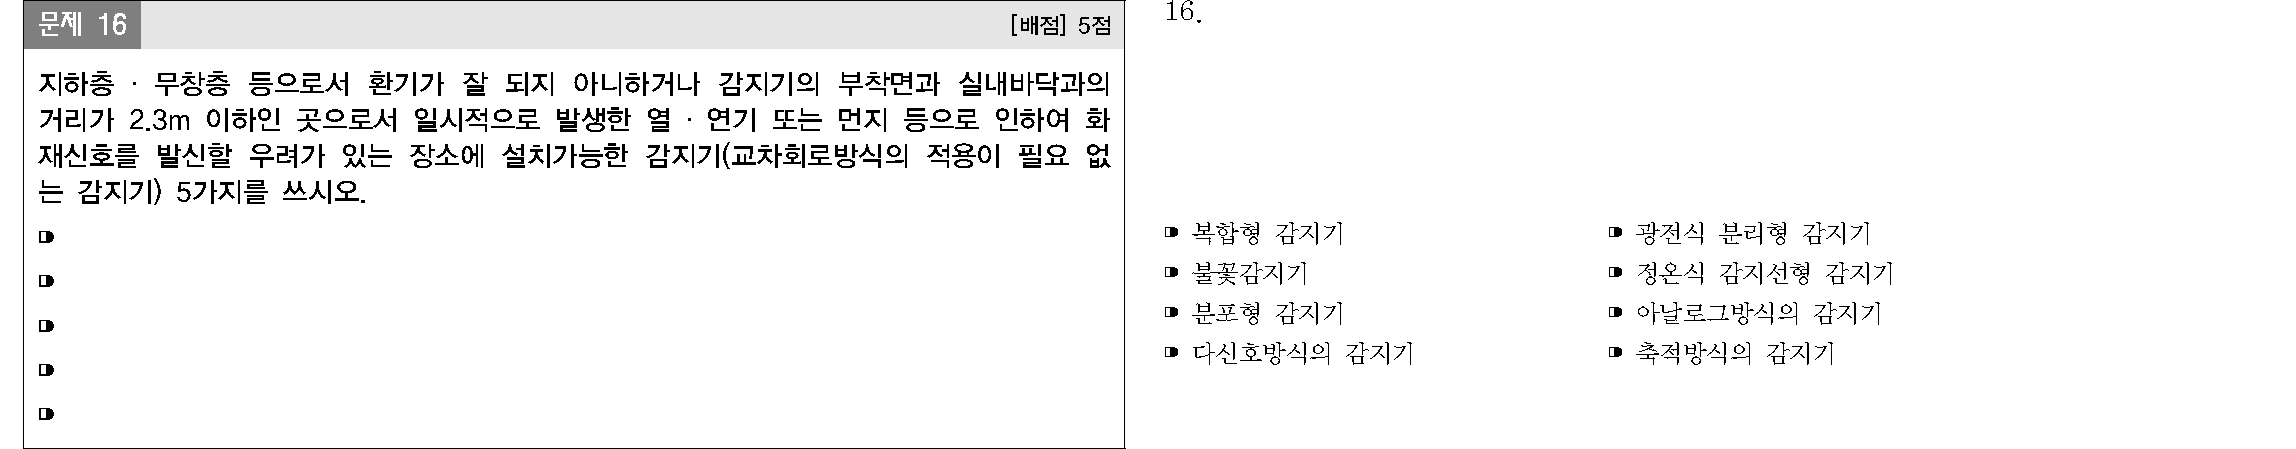 문제 16
[배점] 5점
지하층 · 무창층 등으로서 환기가 잘 되지 아니하거나 감지기의 부착면과 실내바닥과의
거리가 2.3m 이하인 곳으로서 일시적으로 발생한 열 · 연기 또는 먼지 등으로 인하여 화
재신호를 발신할 우려가 있는 장소에 설치가능한 감지기(교차회로방식의 적용이 필요 없
는 감지기) 5가지를 쓰시오.
16.
복합형 감지기
불꽃감지기
분포형 감지기
다신호방식의 감지기
광전식 분리형 감지기
정온식 감지선형 감지기
아날로그방식의 감지기
축적방식의 감지기